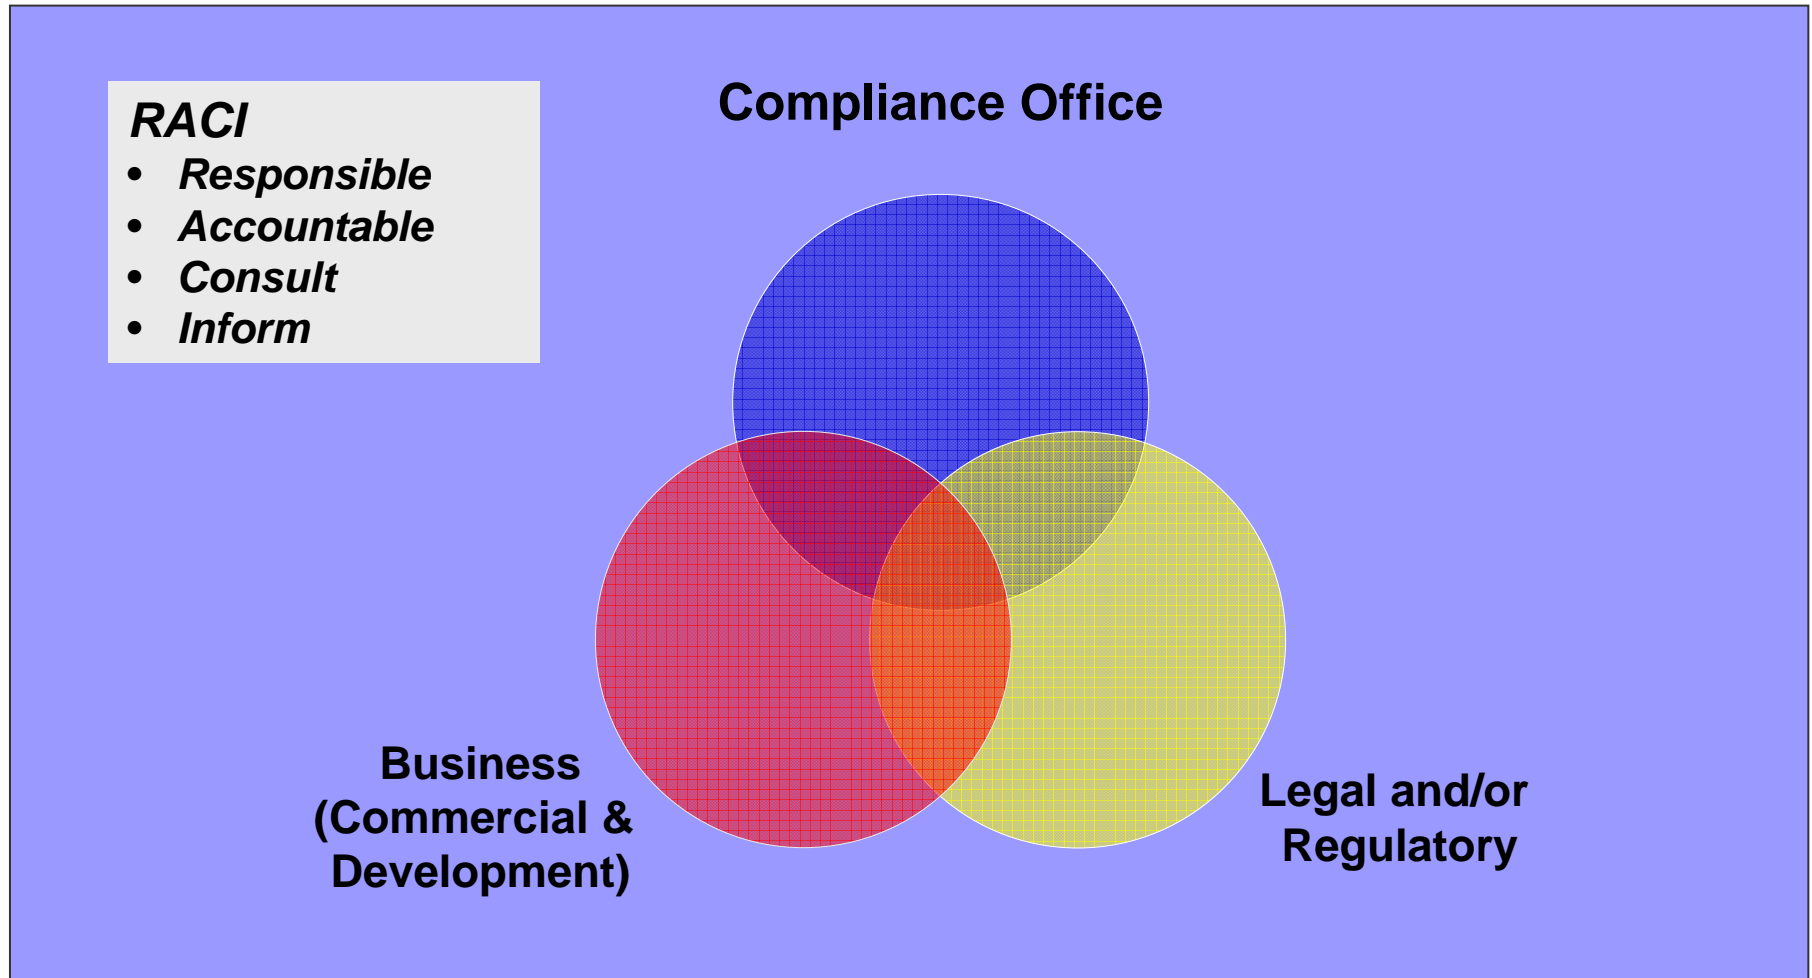 RACI
• Responsible
• Accountable
• Consult
• Inform
Compliance Office
Business
(Commercial &
Development)
Legal and/or
Regulatory